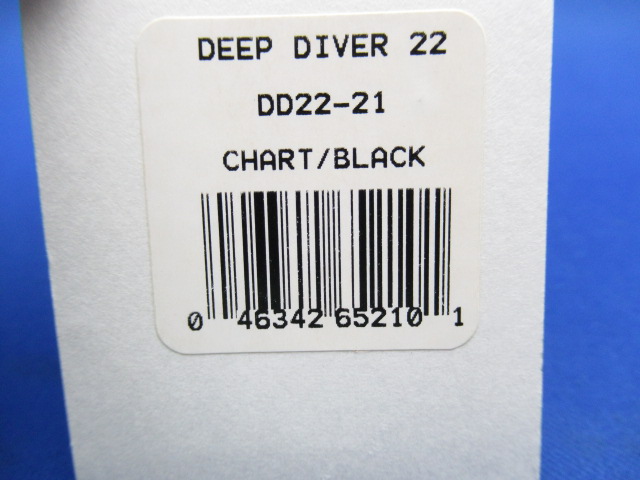 DEEP DIVER 22
DD22-21
CHART/BLACK
0 46342 65210 1